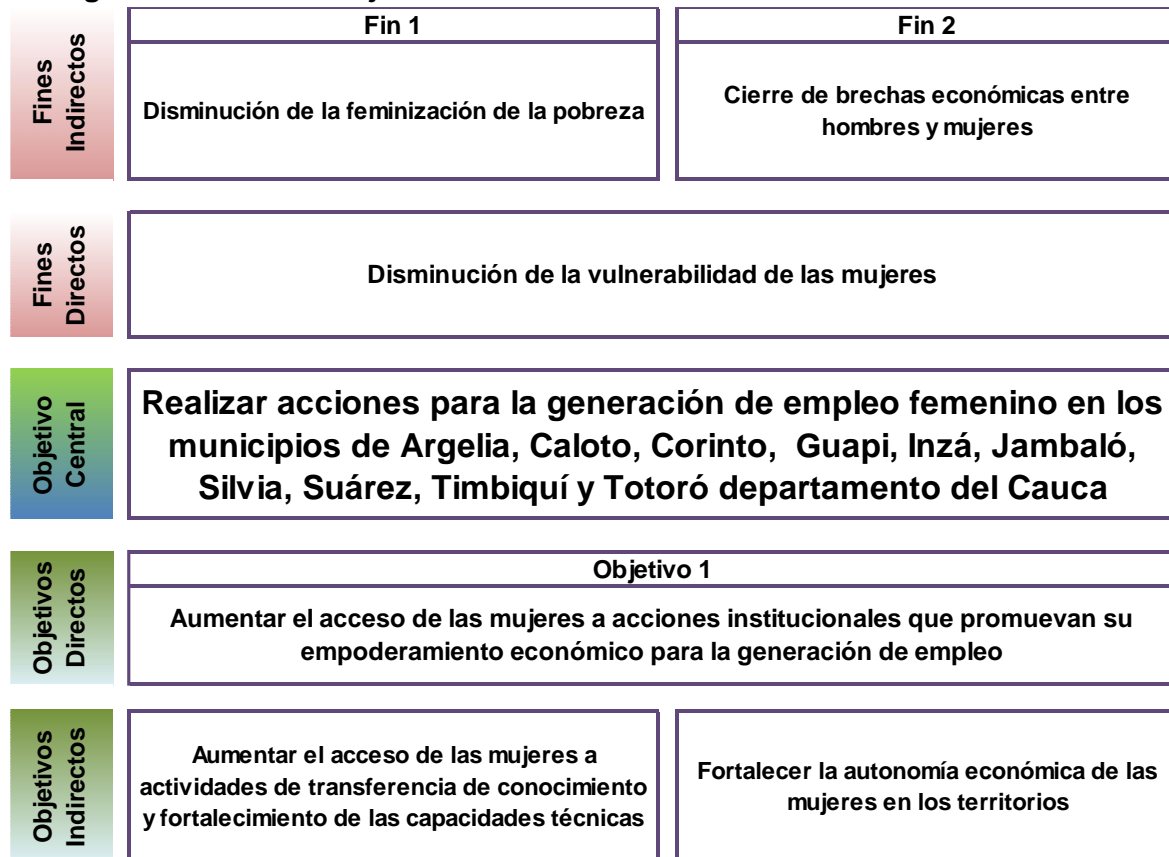 Fin 1
Fin 2
Fines
Indirectos
Disminución de la feminización de la pobreza
Cierre de brechas económicas entre
hombres y mujeres
Fines
Directos
Disminución de la vulnerabilidad de las mujeres
Objetivo
Central
Realizar acciones para la generación de empleo femenino en los
municipios de Argelia, Caloto, Corinto, Guapi, Inzá, Jambaló,
Silvia, Suárez, Timbiquí y Totoró departamento del Cauca
Objetivos
Directos
Objetivo 1
Aumentar el acceso de las mujeres a acciones institucionales que promuevan su
empoderamiento económico para la generación de empleo
Objetivos
Indirectos
Aumentar el acceso de las mujeres a
actividades de transferencia de conocimiento
y fortalecimiento de las capacidades técnicas
Fortalecer la autonomía económica de las
mujeres en los territorios